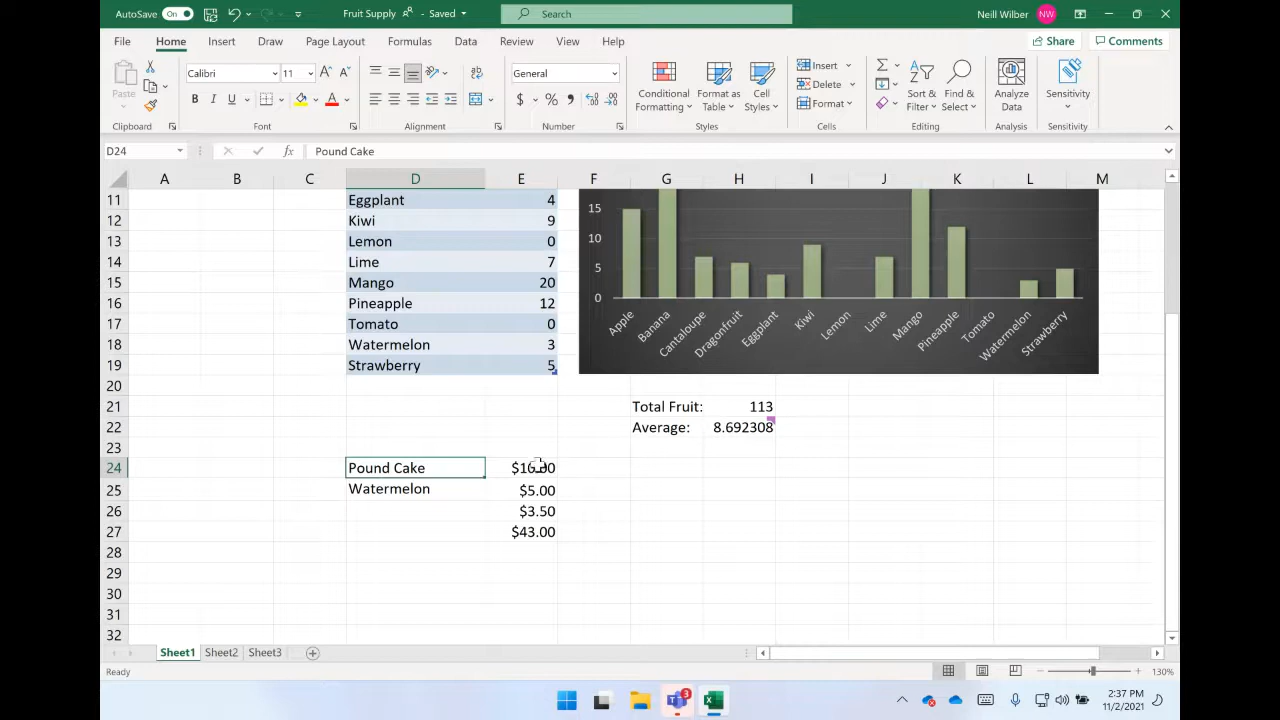 AutoSave On Fruit Supply - Saved Search Neill Wilber NW
File Home Insert Draw Page Layout Formulas Data Review View Help Share Comments
Paste Calibri 11 General Conditional Formatting Format as Table Cell Styles Insert Delete Format Sort & Filter Find & Select Analyze Data Sensitivity
B I U A $ %
Clipboard Font Alignment Number Styles Cells Editing Analysis Sensitivity
D24 fx Pound Cake
A B C D E F G H I J K L M
11 Eggplant 4
12 Kiwi 9
13 Lemon 0
14 Lime 7
15 Mango 20
16 Pineapple 12
17 Tomato 0
18 Watermelon 3
19 Strawberry 5
15
10
5
0
Apple Banana Cantaloupe Dragonfruit Eggplant Kiwi Lemon Lime Mango Pineapple Tomato Watermelon Strawberry
20
21 Total Fruit: 113
22 Average: 8.692308
23
24 Pound Cake
25 Watermelon $5.00
26 $3.50
27 $43.00
28
29
30
31
32
Sheet1 Sheet2 Sheet3
Ready 130%
3 2:37 PM
11/2/2021